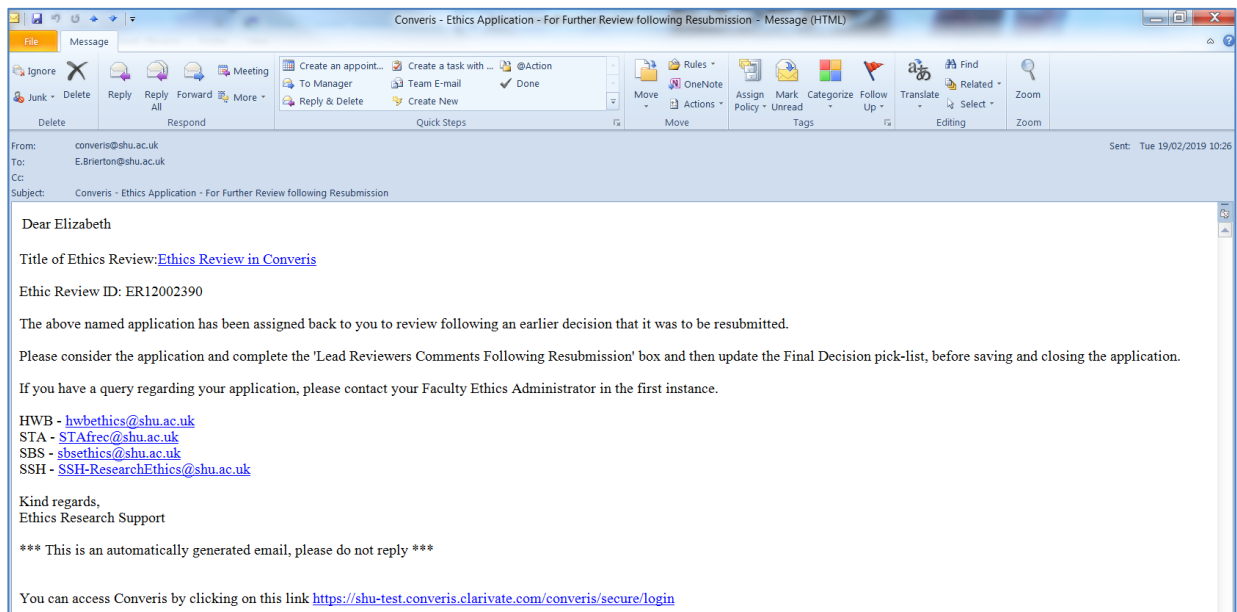 Converis - Ethics Application - For Further Review following Resubmission - Message (HTML)
File Message
Ignore
Junk
Delete
Reply
Reply All
Forward
Meeting
More
Create an appoint...
To Manager
Reply & Delete
Create a task with ...
Team E-mail
Create New
@Action
Done
Move
Rules
OneNote
Actions
Assign Policy
Mark Unread
Categorize
Follow Up
Translate
Find
Related
Select
Zoom
Delete Respond Quick Steps Move Tags Editing Zoom
From: converis@shu.ac.uk Sent: Tue 19/02/2019 10:26
To: E.Brierton@shu.ac.uk
Cc:
Subject: Converis - Ethics Application - For Further Review following Resubmission
Dear Elizabeth
Title of Ethics Review:Ethics Review in Converis
Ethic Review ID: ER12002390
The above named application has been assigned back to you to review following an earlier decision that it was to be resubmitted.
Please consider the application and complete the 'Lead Reviewers Comments Following Resubmission' box and then update the Final Decision pick-list, before saving and closing the application.
If you have a query regarding your application, please contact your Faculty Ethics Administrator in the first instance.
HWB - hwbethics@shu.ac.uk
STA - STAfrec@shu.ac.uk
SBS - sbsethics@shu.ac.uk
SSH - SSH-ResearchEthics@shu.ac.uk
Kind regards,
Ethics Research Support
*** This is an automatically generated email, please do not reply ***
You can access Converis by clicking on this link https://shu-test.converis.clarivate.com/converis/secure/login